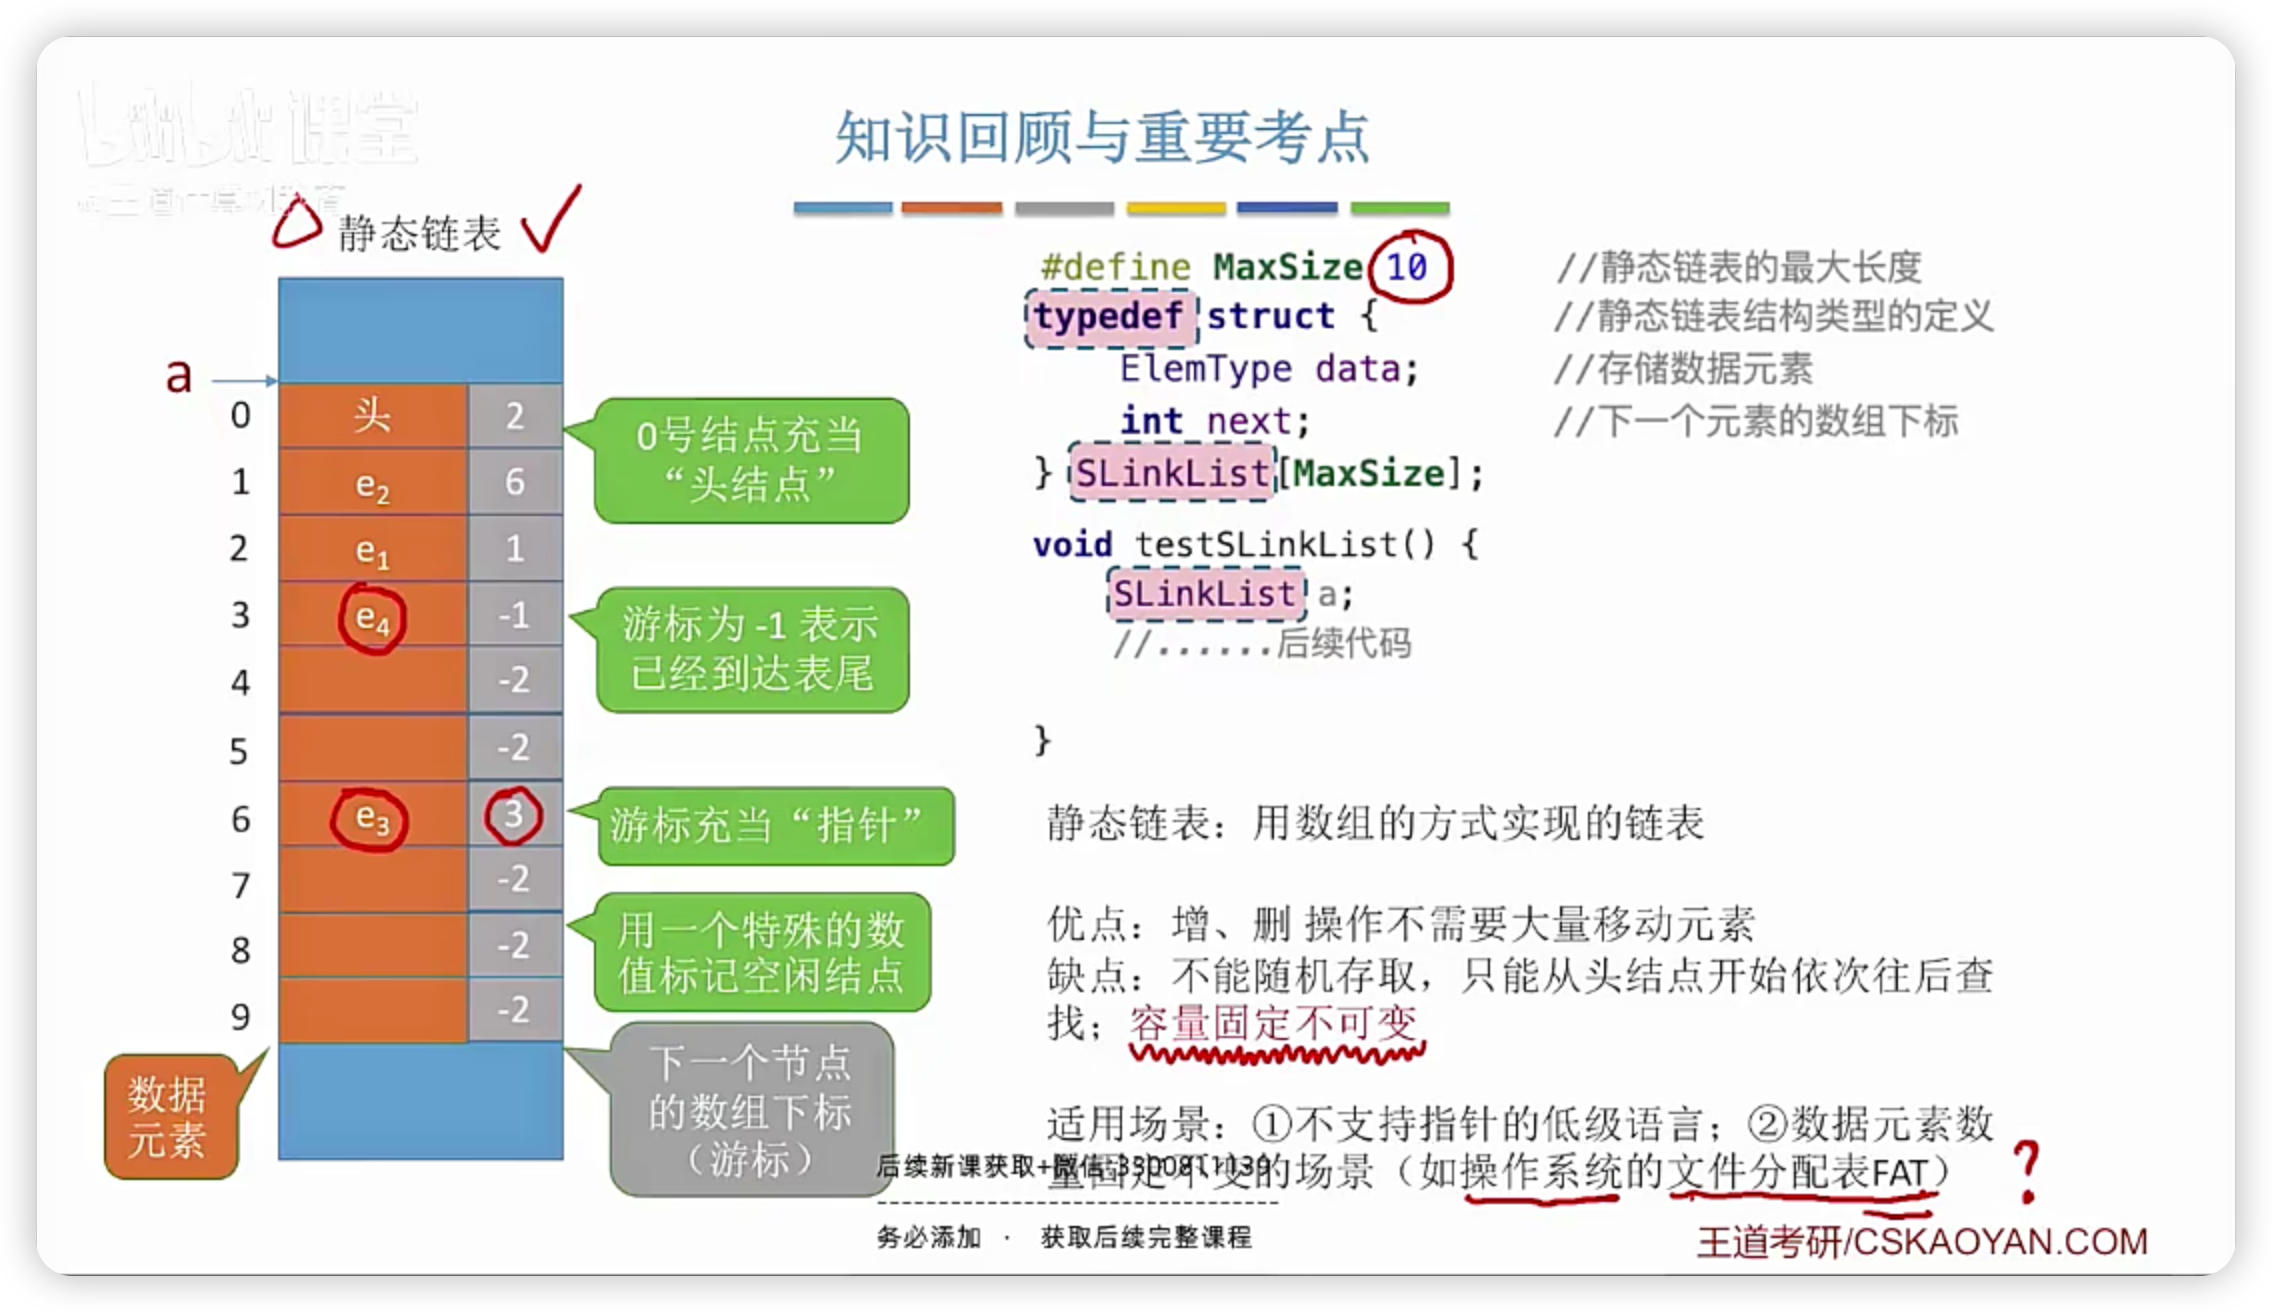 课堂
知识回顾与重要考点
静态链表
a
0 头 2
1 e2 6
2 e1 1
3 e4 -1
4 -2
5 -2
6 e3 3
7 -2
8 -2
9 -2
0号结点充当
“头结点”
游标为 -1 表示
已经到达表尾
游标充当“指针”
用一个特殊的数
值标记空闲结点
下一个节点
的数组下标
（游标）
数据
元素
#define MaxSize 10 //静态链表的最大长度
typedef struct { //静态链表结构类型的定义
ElemType data; //存储数据元素
int next; //下一个元素的数组下标
} SLinkList[MaxSize];
void testSLinkList() {
SLinkList a;
//......后续代码
}
静态链表：用数组的方式实现的链表
优点：增、删 操作不需要大量移动元素
缺点：不能随机存取，只能从头结点开始依次往后查
找；容量固定不可变
适用场景：①不支持指针的低级语言；②数据元素数
量固定不变的场景（如操作系统的文件分配表FAT）
?
后续新课获取+微信:
务必添加 · 获取后续完整课程
王道考研/CSKAOYAN.COM